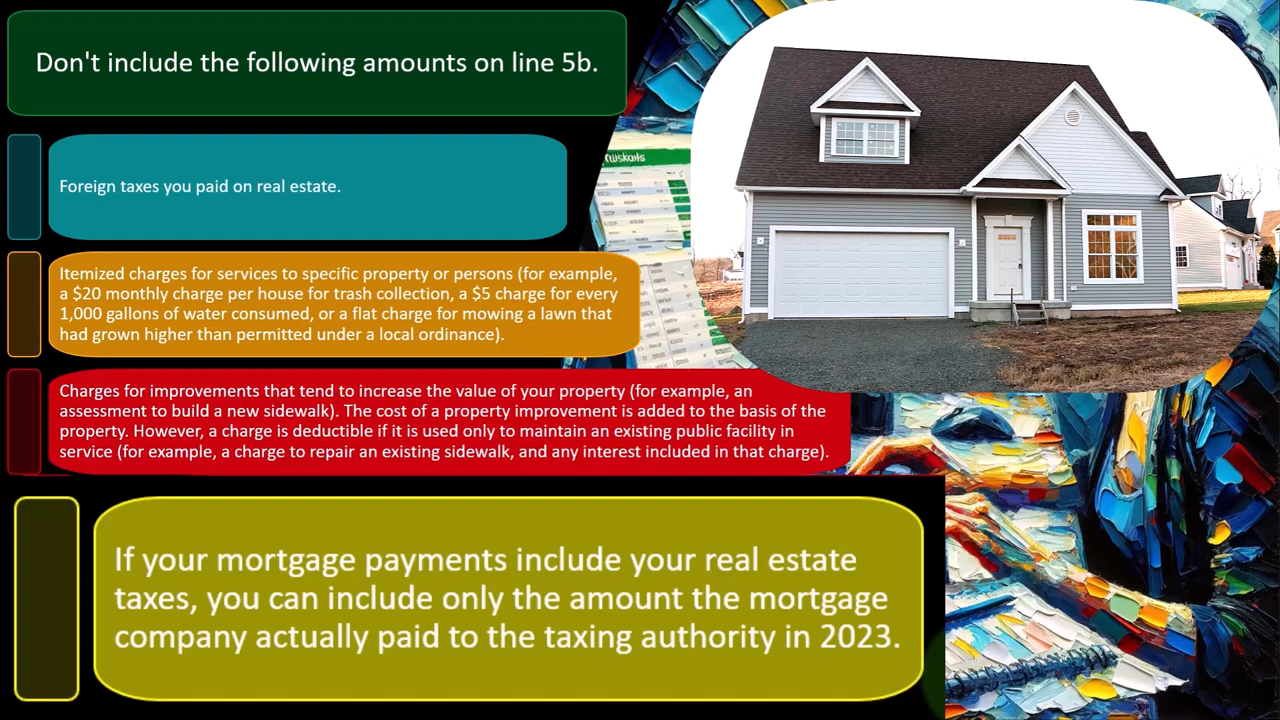 Don't include the following amounts on line 5b.
Foreign taxes you paid on real estate.
Itemized charges for services to specific property or persons (for example,
a $20 monthly charge per house for trash collection, a $5 charge for every
1,000 gallons of water consumed, or a flat charge for mowing a lawn that
had grown higher than permitted under a local ordinance).
Charges for improvements that tend to increase the value of your property (for example, an
assessment to build a new sidewalk). The cost of a property improvement is added to the basis of the
property. However, a charge is deductible if it is used only to maintain an existing public facility in
service (for example, a charge to repair an existing sidewalk, and any interest included in that charge).
If your mortgage payments include your real estate
taxes, you can include only the amount the mortgage
company actually paid to the taxing authority in 2023.